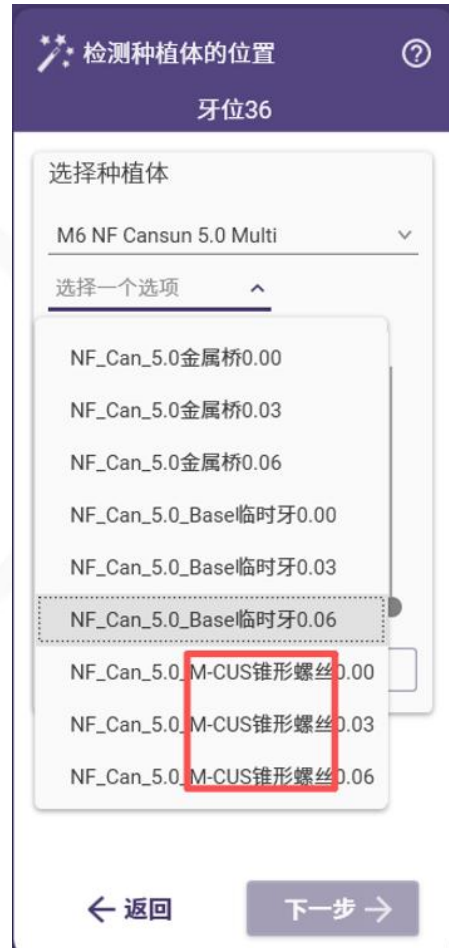 检测种植体的位置
牙位36
选择种植体
M6 NF Cansun 5.0 Multi
选择一个选项
NF_Can_5.0金属桥0.00
NF_Can_5.0金属桥0.03
NF_Can_5.0金属桥0.06
NF_Can_5.0_Base临时牙0.00
NF_Can_5.0_Base临时牙0.03
NF_Can_5.0_Base临时牙0.06
NF_Can_5.0_M-CUS锥形螺丝0.00
NF_Can_5.0_M-CUS锥形螺丝0.03
NF_Can_5.0_M-CUS锥形螺丝0.06
返回 下一步